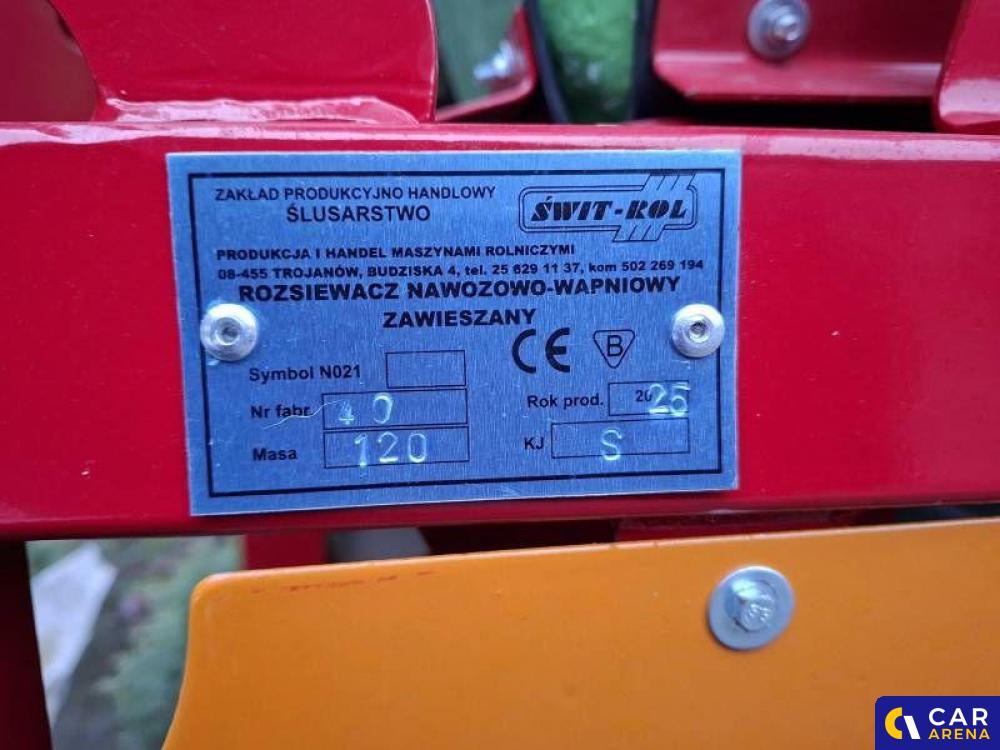 ZAKŁAD PRODUKCYJNO HANDLOWY
ŚLUSARSTWO
ŚWIT-ROL
PRODUKCJA I HANDEL MASZYNAMI ROLNICZYMI
08-455 TROJANÓW, BUDZISKA 4, tel. 25 629 11 37, kom 502 269 194
ROZSIEWACZ NAWOZOWO-WAPNIOWY
ZAWIESZANY
CE B
Symbol N021
Nr fabr. 40
Rok prod. 2025
Masa 120
KJ S
CAR
ARENA